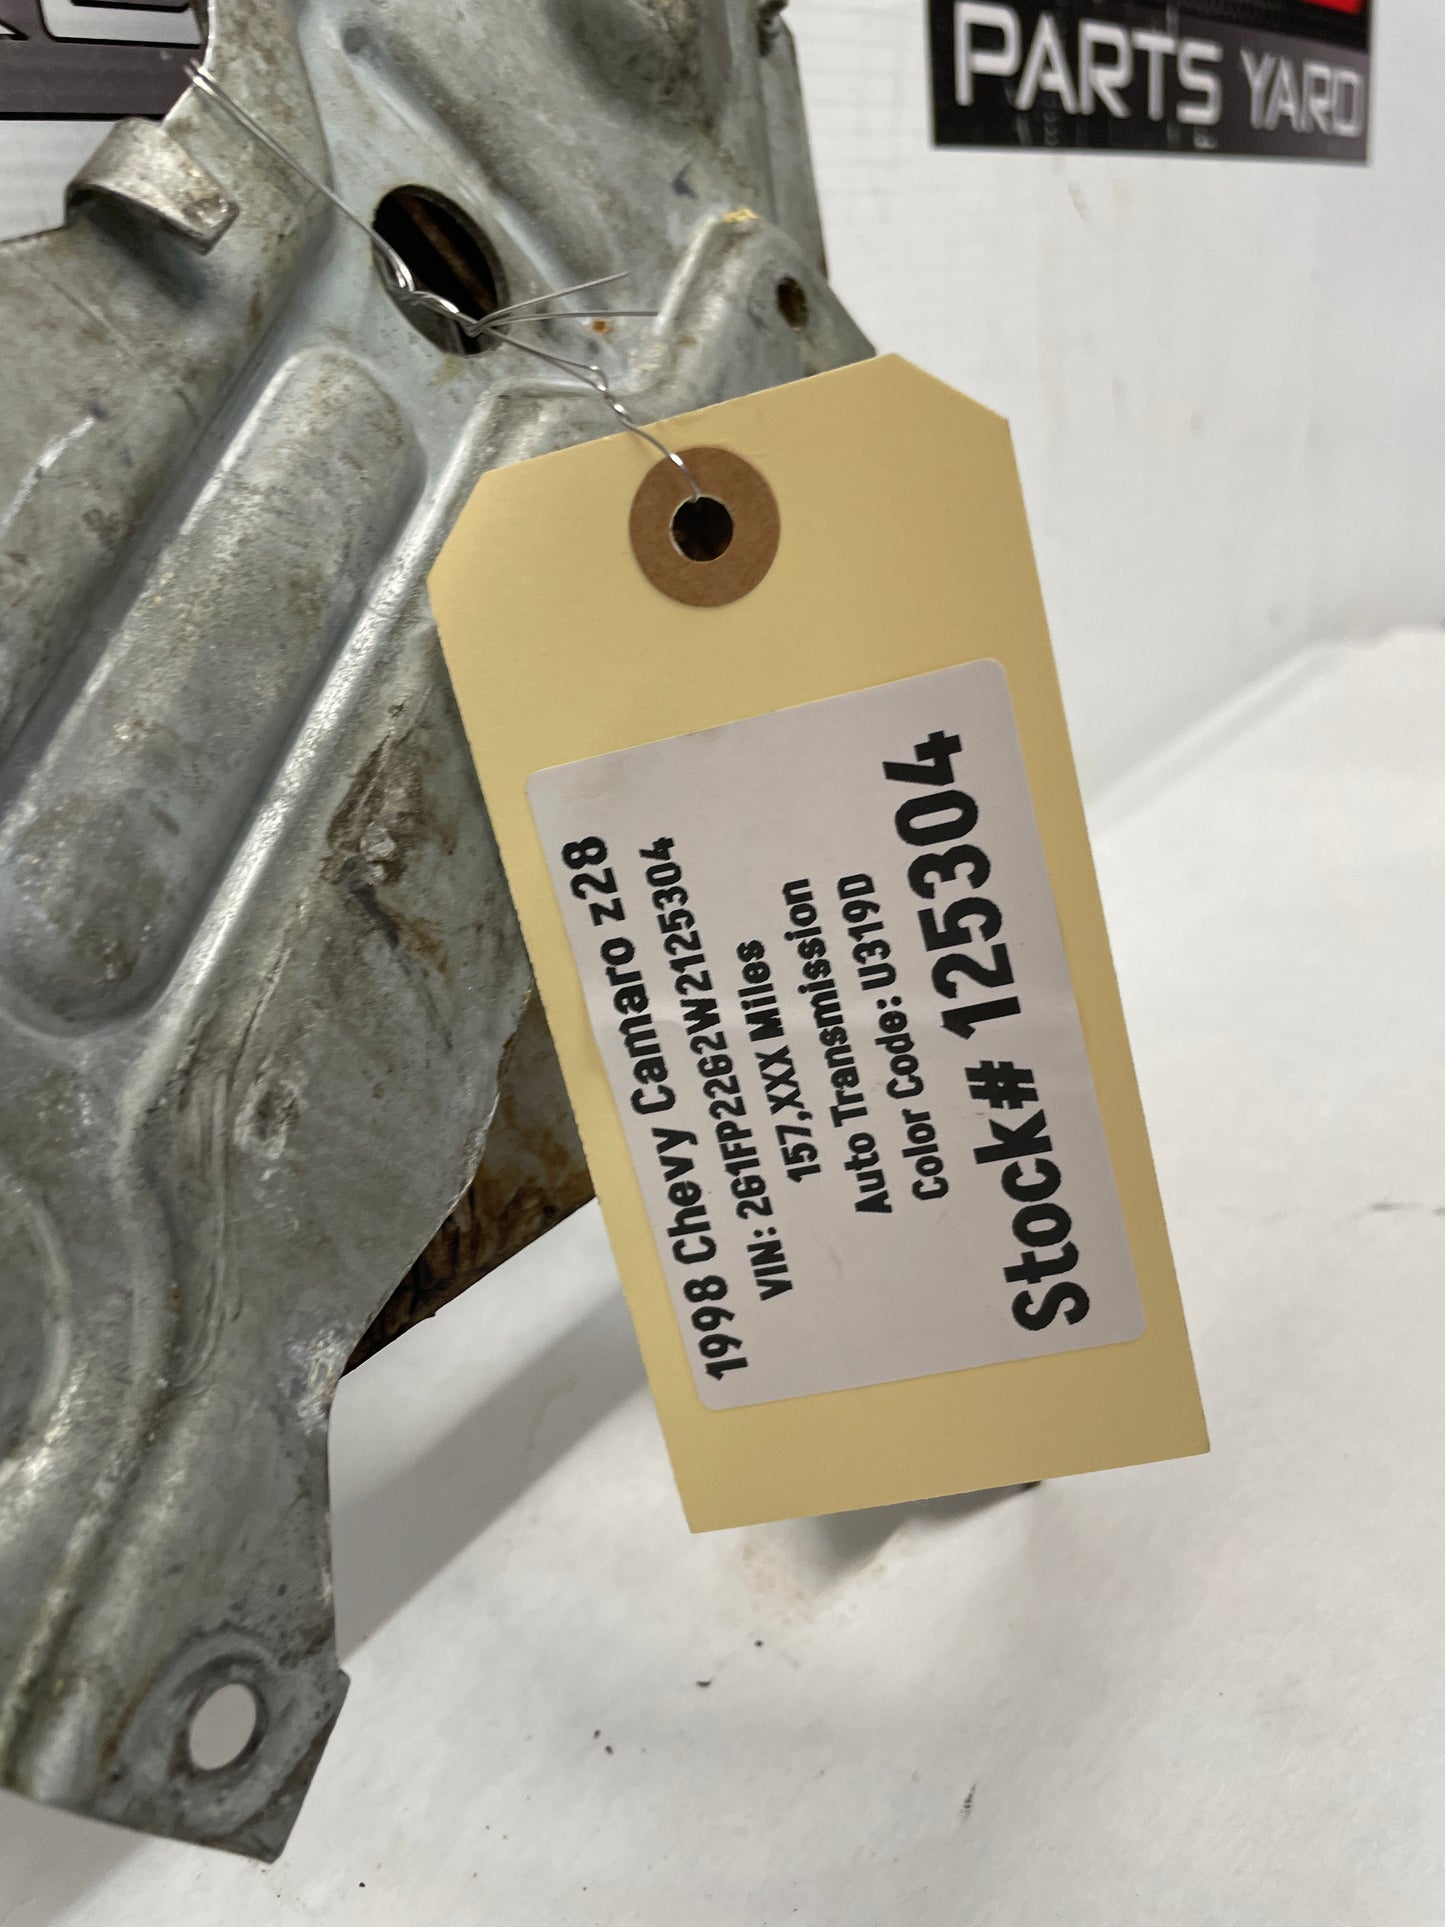 PARTS YARD
1998 Chevy Camaro z28
VIN: 2G1FP22G2W2125304
157,XXX Miles
Auto Transmission
Color Code: U319D
Stock# 125304